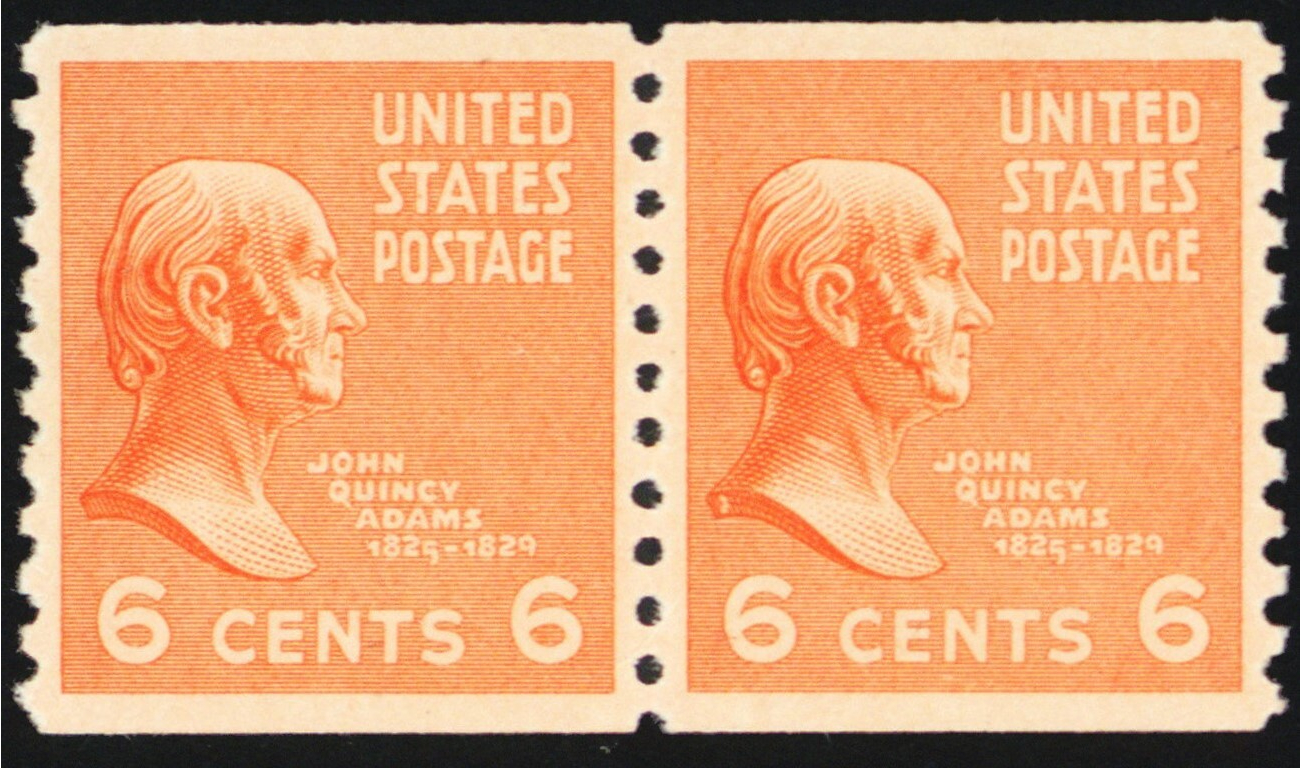 UNITED
STATES
POSTAGE
JOHN
QUINCY
ADAMS
1825-1829
6 CENTS 6
UNITED
STATES
POSTAGE
JOHN
QUINCY
ADAMS
1825-1829
6 CENTS 6